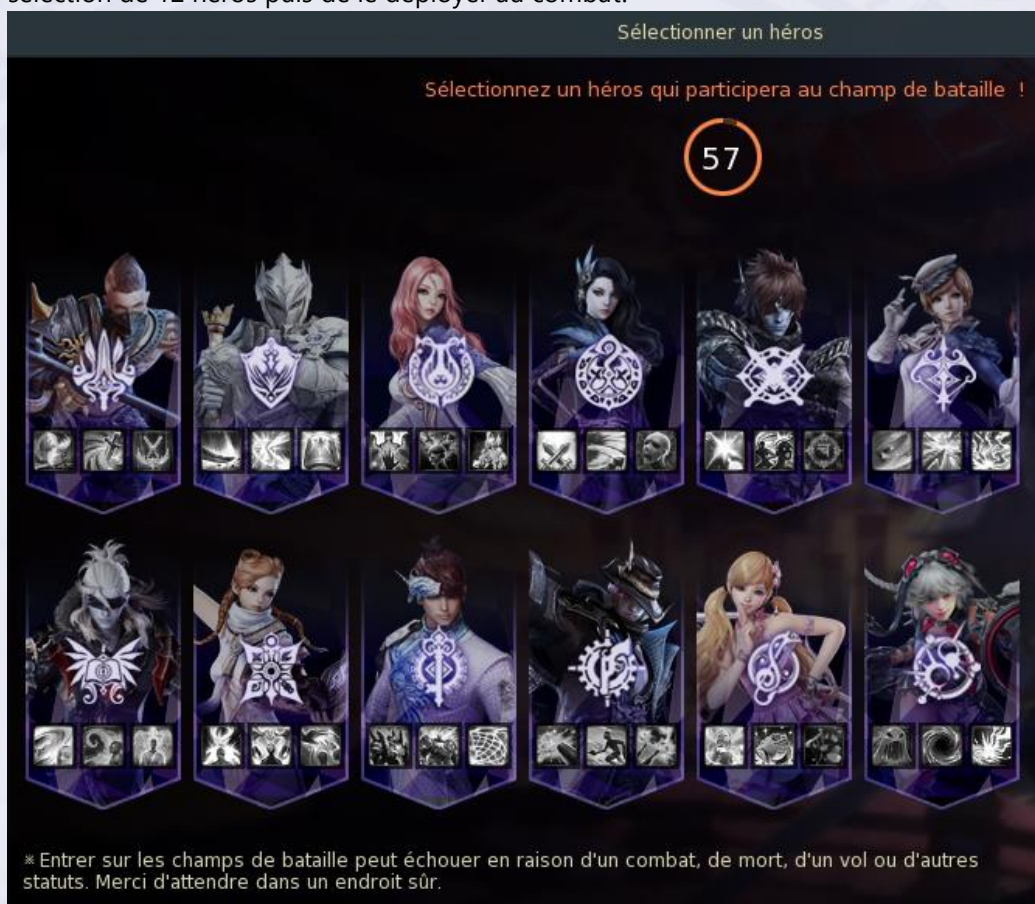 sélection de 12 héros puis de le déployer au combat.
Sélectionner un héros
Sélectionnez un héros qui participera au champ de bataille !
57
※ Entrer sur les champs de bataille peut échouer en raison d'un combat, de mort, d'un vol ou d'autres
statuts. Merci d'attendre dans un endroit sûr.